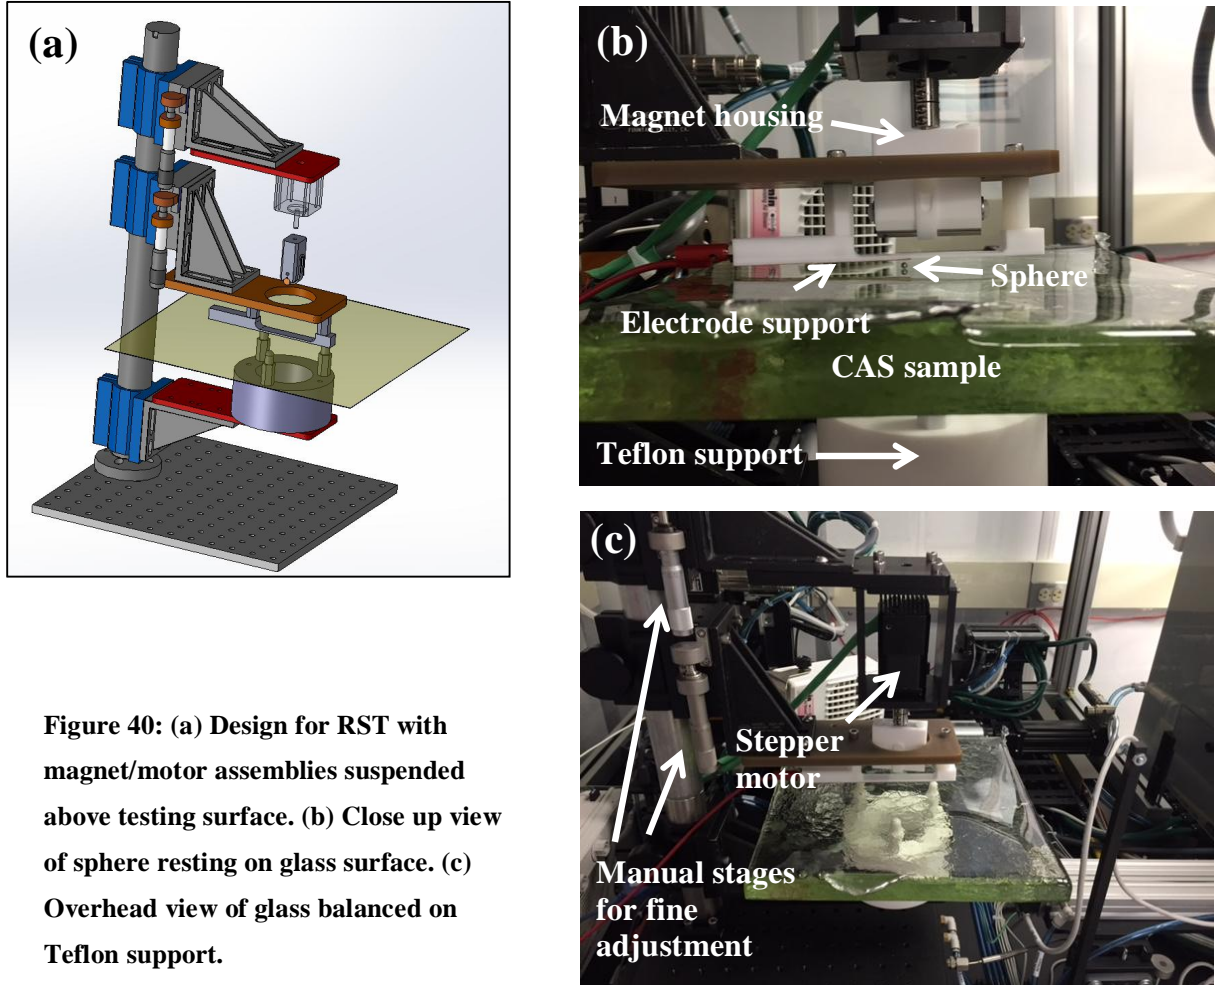 (a)
(b)
Magnet housing
Sphere
Electrode support
CAS sample
Teflon support
(c)
Stepper
motor
Manual stages
for fine
adjustment
Figure 40: (a) Design for RST with
magnet/motor assemblies suspended
above testing surface. (b) Close up view
of sphere resting on glass surface. (c)
Overhead view of glass balanced on
Teflon support.